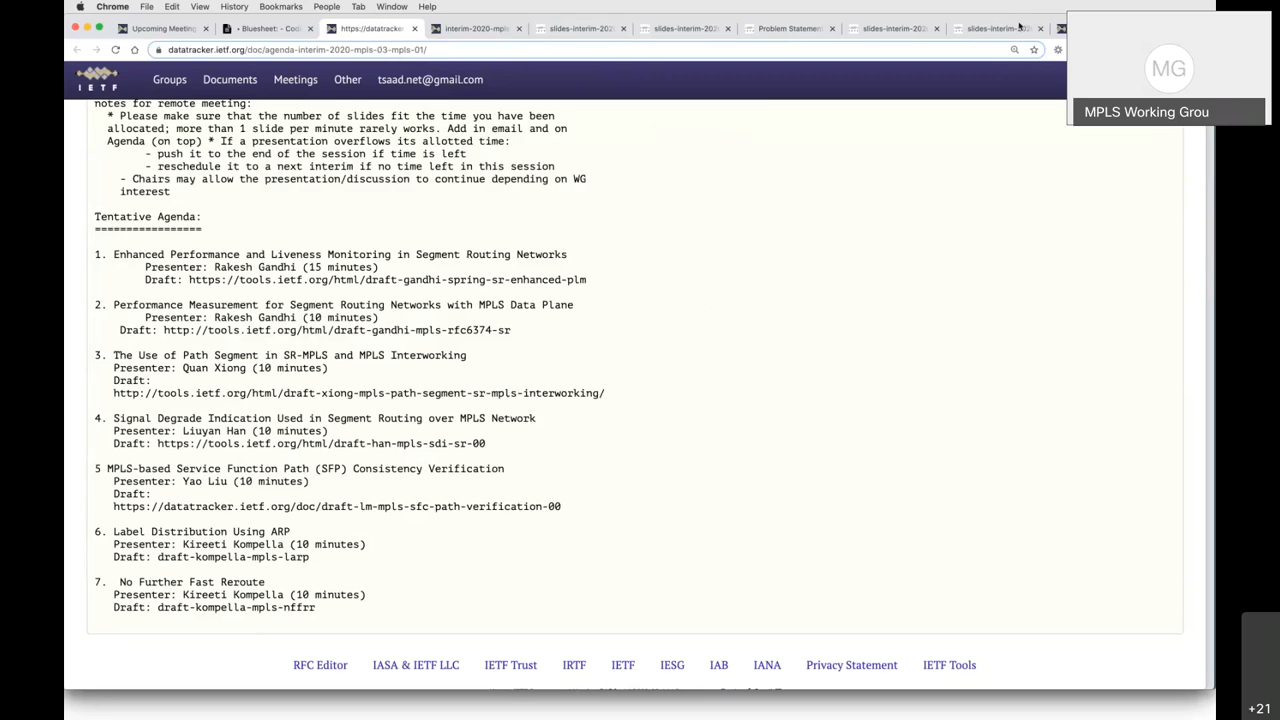 Chrome File Edit View History Bookmarks People Tab Window Help
Upcoming Meeting
• Bluesheet: - Codi
https://datatracker
interim-2020-mpls-
slides-interim-202
slides-interim-202
Problem Statement
slides-interim-202
slides-interim-202
datatracker.ietf.org/doc/agenda-interim-2020-mpls-03-mpls-01/
MG
MPLS Working Grou
I E T F
Groups Documents Meetings Other tsaad.net@gmail.com
notes for remote meeting:
* Please make sure that the number of slides fit the time you have been
allocated; more than 1 slide per minute rarely works. Add in email and on
Agenda (on top) * If a presentation overflows its allotted time:
- push it to the end of the session if time is left
- reschedule it to a next interim if no time left in this session
- Chairs may allow the presentation/discussion to continue depending on WG
interest
Tentative Agenda:
=================
1. Enhanced Performance and Liveness Monitoring in Segment Routing Networks
Presenter: Rakesh Gandhi (15 minutes)
Draft: https://tools.ietf.org/html/draft-gandhi-spring-sr-enhanced-plm
2. Performance Measurement for Segment Routing Networks with MPLS Data Plane
Presenter: Rakesh Gandhi (10 minutes)
Draft: http://tools.ietf.org/html/draft-gandhi-mpls-rfc6374-sr
3. The Use of Path Segment in SR-MPLS and MPLS Interworking
Presenter: Quan Xiong (10 minutes)
Draft:
http://tools.ietf.org/html/draft-xiong-mpls-path-segment-sr-mpls-interworking/
4. Signal Degrade Indication Used in Segment Routing over MPLS Network
Presenter: Liuyan Han (10 minutes)
Draft: https://tools.ietf.org/html/draft-han-mpls-sdi-sr-00
5 MPLS-based Service Function Path (SFP) Consistency Verification
Presenter: Yao Liu (10 minutes)
Draft:
https://datatracker.ietf.org/doc/draft-lm-mpls-sfc-path-verification-00
6. Label Distribution Using ARP
Presenter: Kireeti Kompella (10 minutes)
Draft: draft-kompella-mpls-larp
7. No Further Fast Reroute
Presenter: Kireeti Kompella (10 minutes)
Draft: draft-kompella-mpls-nffrr
RFC Editor IASA & IETF LLC IETF Trust IRTF IETF IESG IAB IANA Privacy Statement IETF Tools
+21